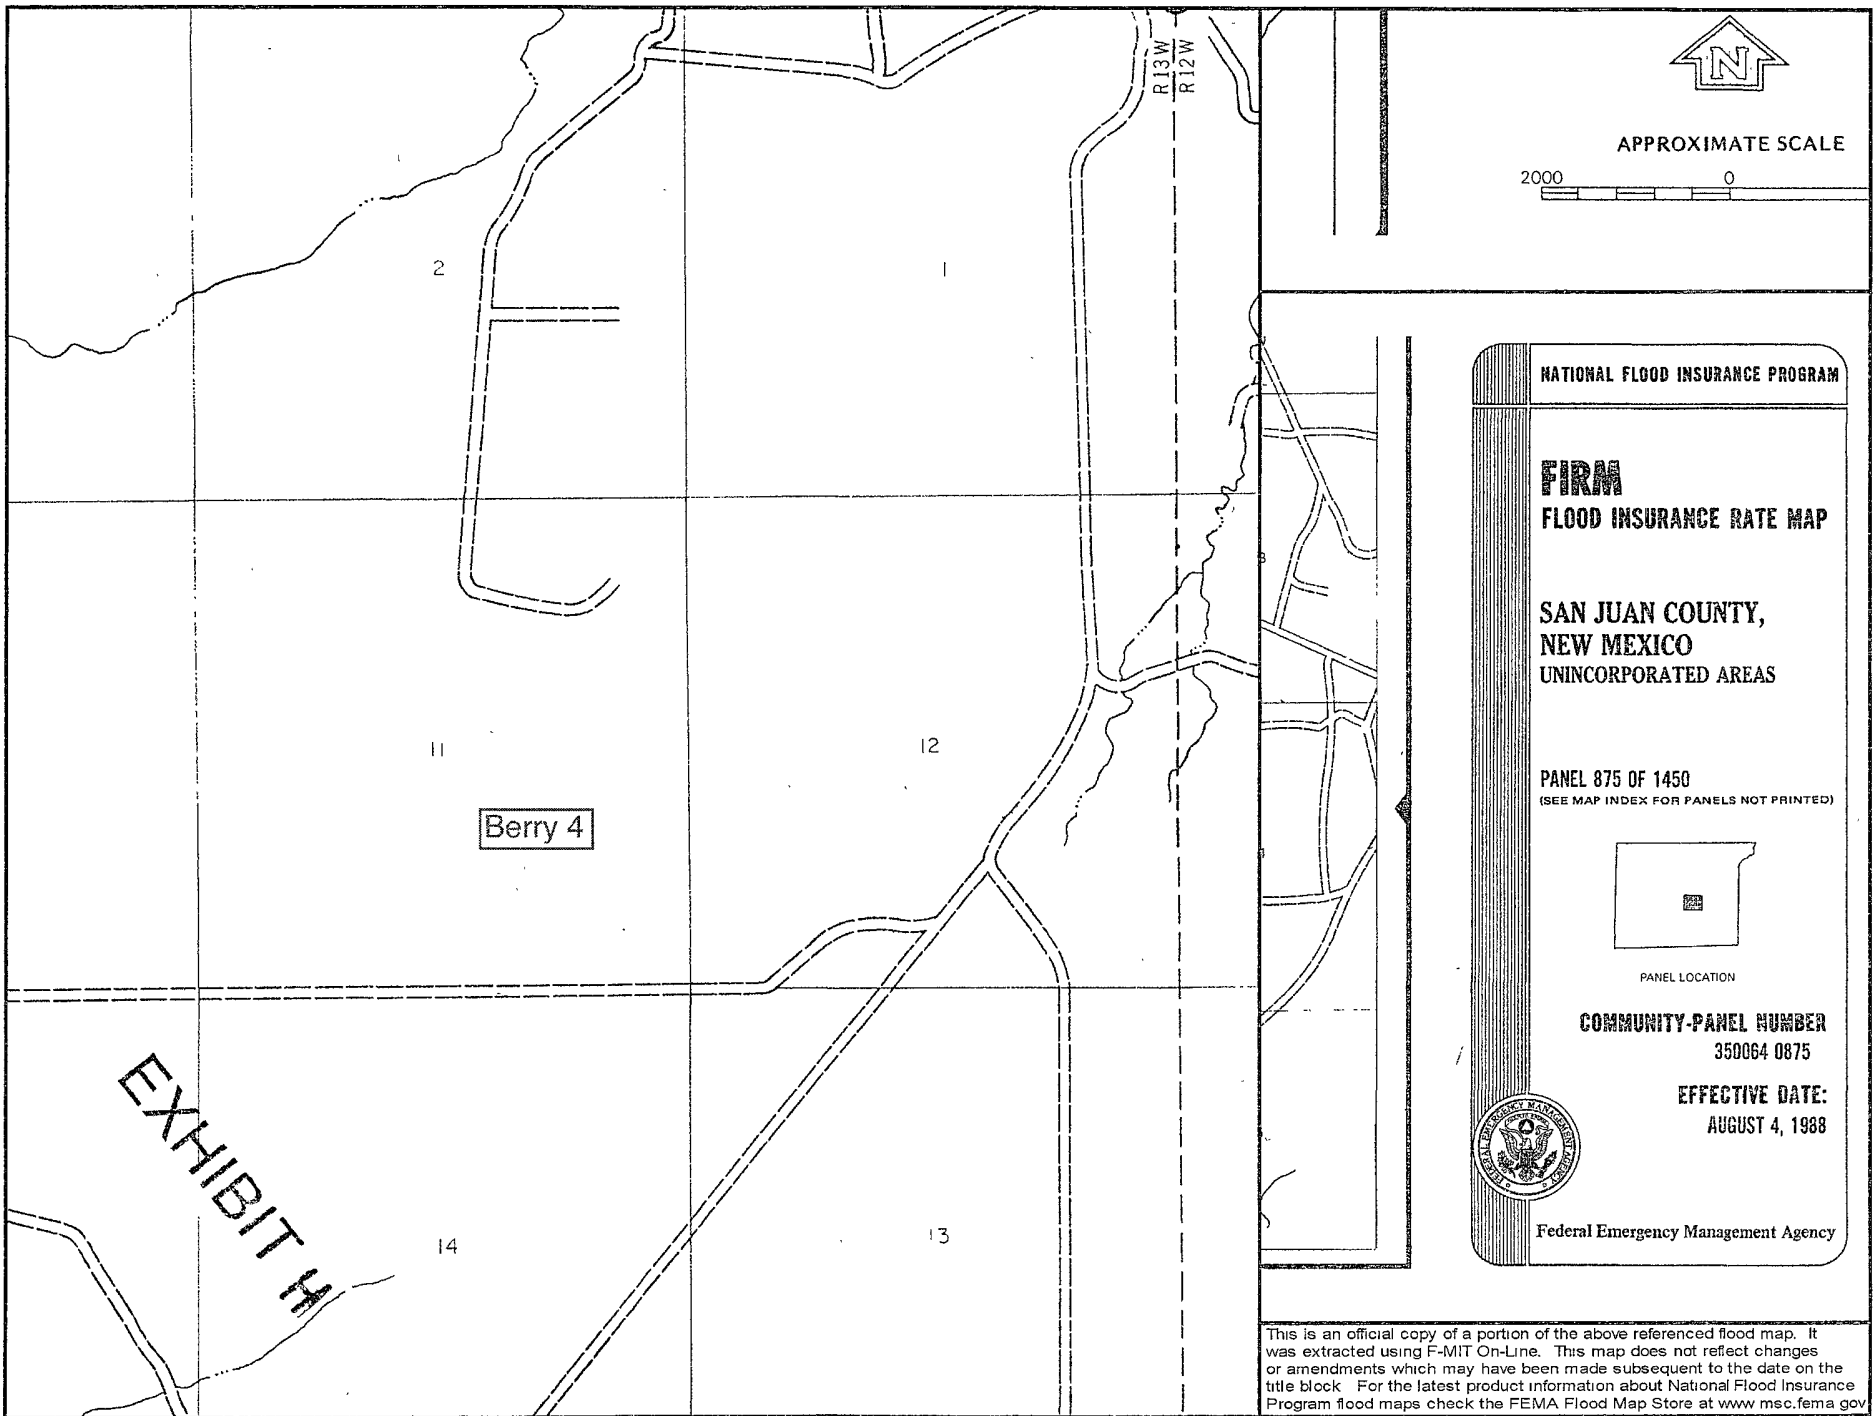 R13W
R12W
2
1
11
12
Berry 4
14
13
EXHIBIT H
N
APPROXIMATE SCALE
2000 0
NATIONAL FLOOD INSURANCE PROGRAM
FIRM
FLOOD INSURANCE RATE MAP
SAN JUAN COUNTY,
NEW MEXICO
UNINCORPORATED AREAS
PANEL 875 OF 1450
(SEE MAP INDEX FOR PANELS NOT PRINTED)
PANEL LOCATION
COMMUNITY-PANEL NUMBER
350064 0875
EFFECTIVE DATE:
AUGUST 4, 1988
FEDERAL EMERGENCY MANAGEMENT AGENCY
Federal Emergency Management Agency
This is an official copy of a portion of the above referenced flood map. It
was extracted using F-MIT On-Line. This map does not reflect changes
or amendments which may have been made subsequent to the date on the
title block For the latest product information about National Flood Insurance
Program flood maps check the FEMA Flood Map Store at www msc.fema gov